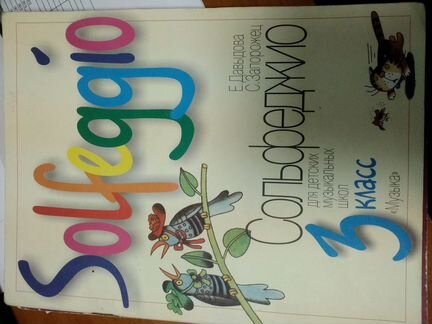 Solfeggio
Е. Давыдова
С. Запорожец
Сольфеджио
для детских
музыкальных
школ
3 класс
«Музыка»